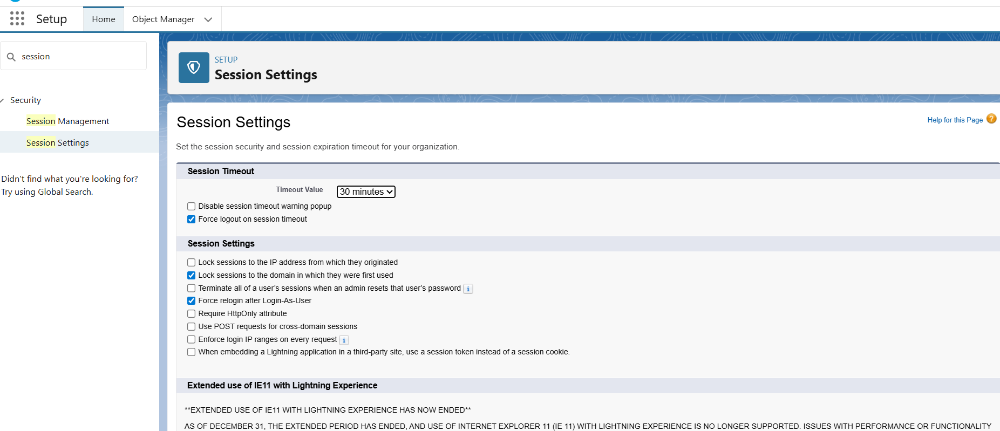 Setup
Home
Object Manager
session
Security
Session Management
Session Settings
Didn't find what you're looking for?
Try using Global Search.
SETUP
Session Settings
Session Settings
Help for this Page ?
Set the session security and session expiration timeout for your organization.
Session Timeout
Timeout Value 30 minutes
Disable session timeout warning popup
Force logout on session timeout
Session Settings
Lock sessions to the IP address from which they originated
Lock sessions to the domain in which they were first used
Terminate all of a user’s sessions when an admin resets that user’s password i
Force relogin after Login-As-User
Require HttpOnly attribute
Use POST requests for cross-domain sessions
Enforce login IP ranges on every request i
When embedding a Lightning application in a third-party site, use a session token instead of a session cookie.
Extended use of IE11 with Lightning Experience
**EXTENDED USE OF IE11 WITH LIGHTNING EXPERIENCE HAS NOW ENDED**
AS OF DECEMBER 31, THE EXTENDED PERIOD HAS ENDED, AND USE OF INTERNET EXPLORER 11 (IE 11) WITH LIGHTNING EXPERIENCE IS NO LONGER SUPPORTED. ISSUES WITH PERFORMANCE OR FUNCTIONALITY